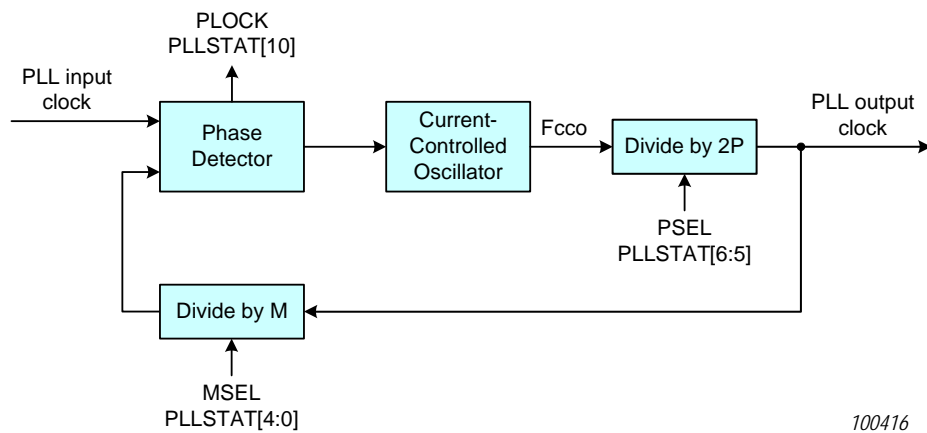 PLOCK
PLLSTAT[10]
PLL input
clock
Phase
Detector
Current-
Controlled
Oscillator
Fcco
Divide by 2P
PLL output
clock
PSEL
PLLSTAT[6:5]
Divide by M
MSEL
PLLSTAT[4:0]
100416